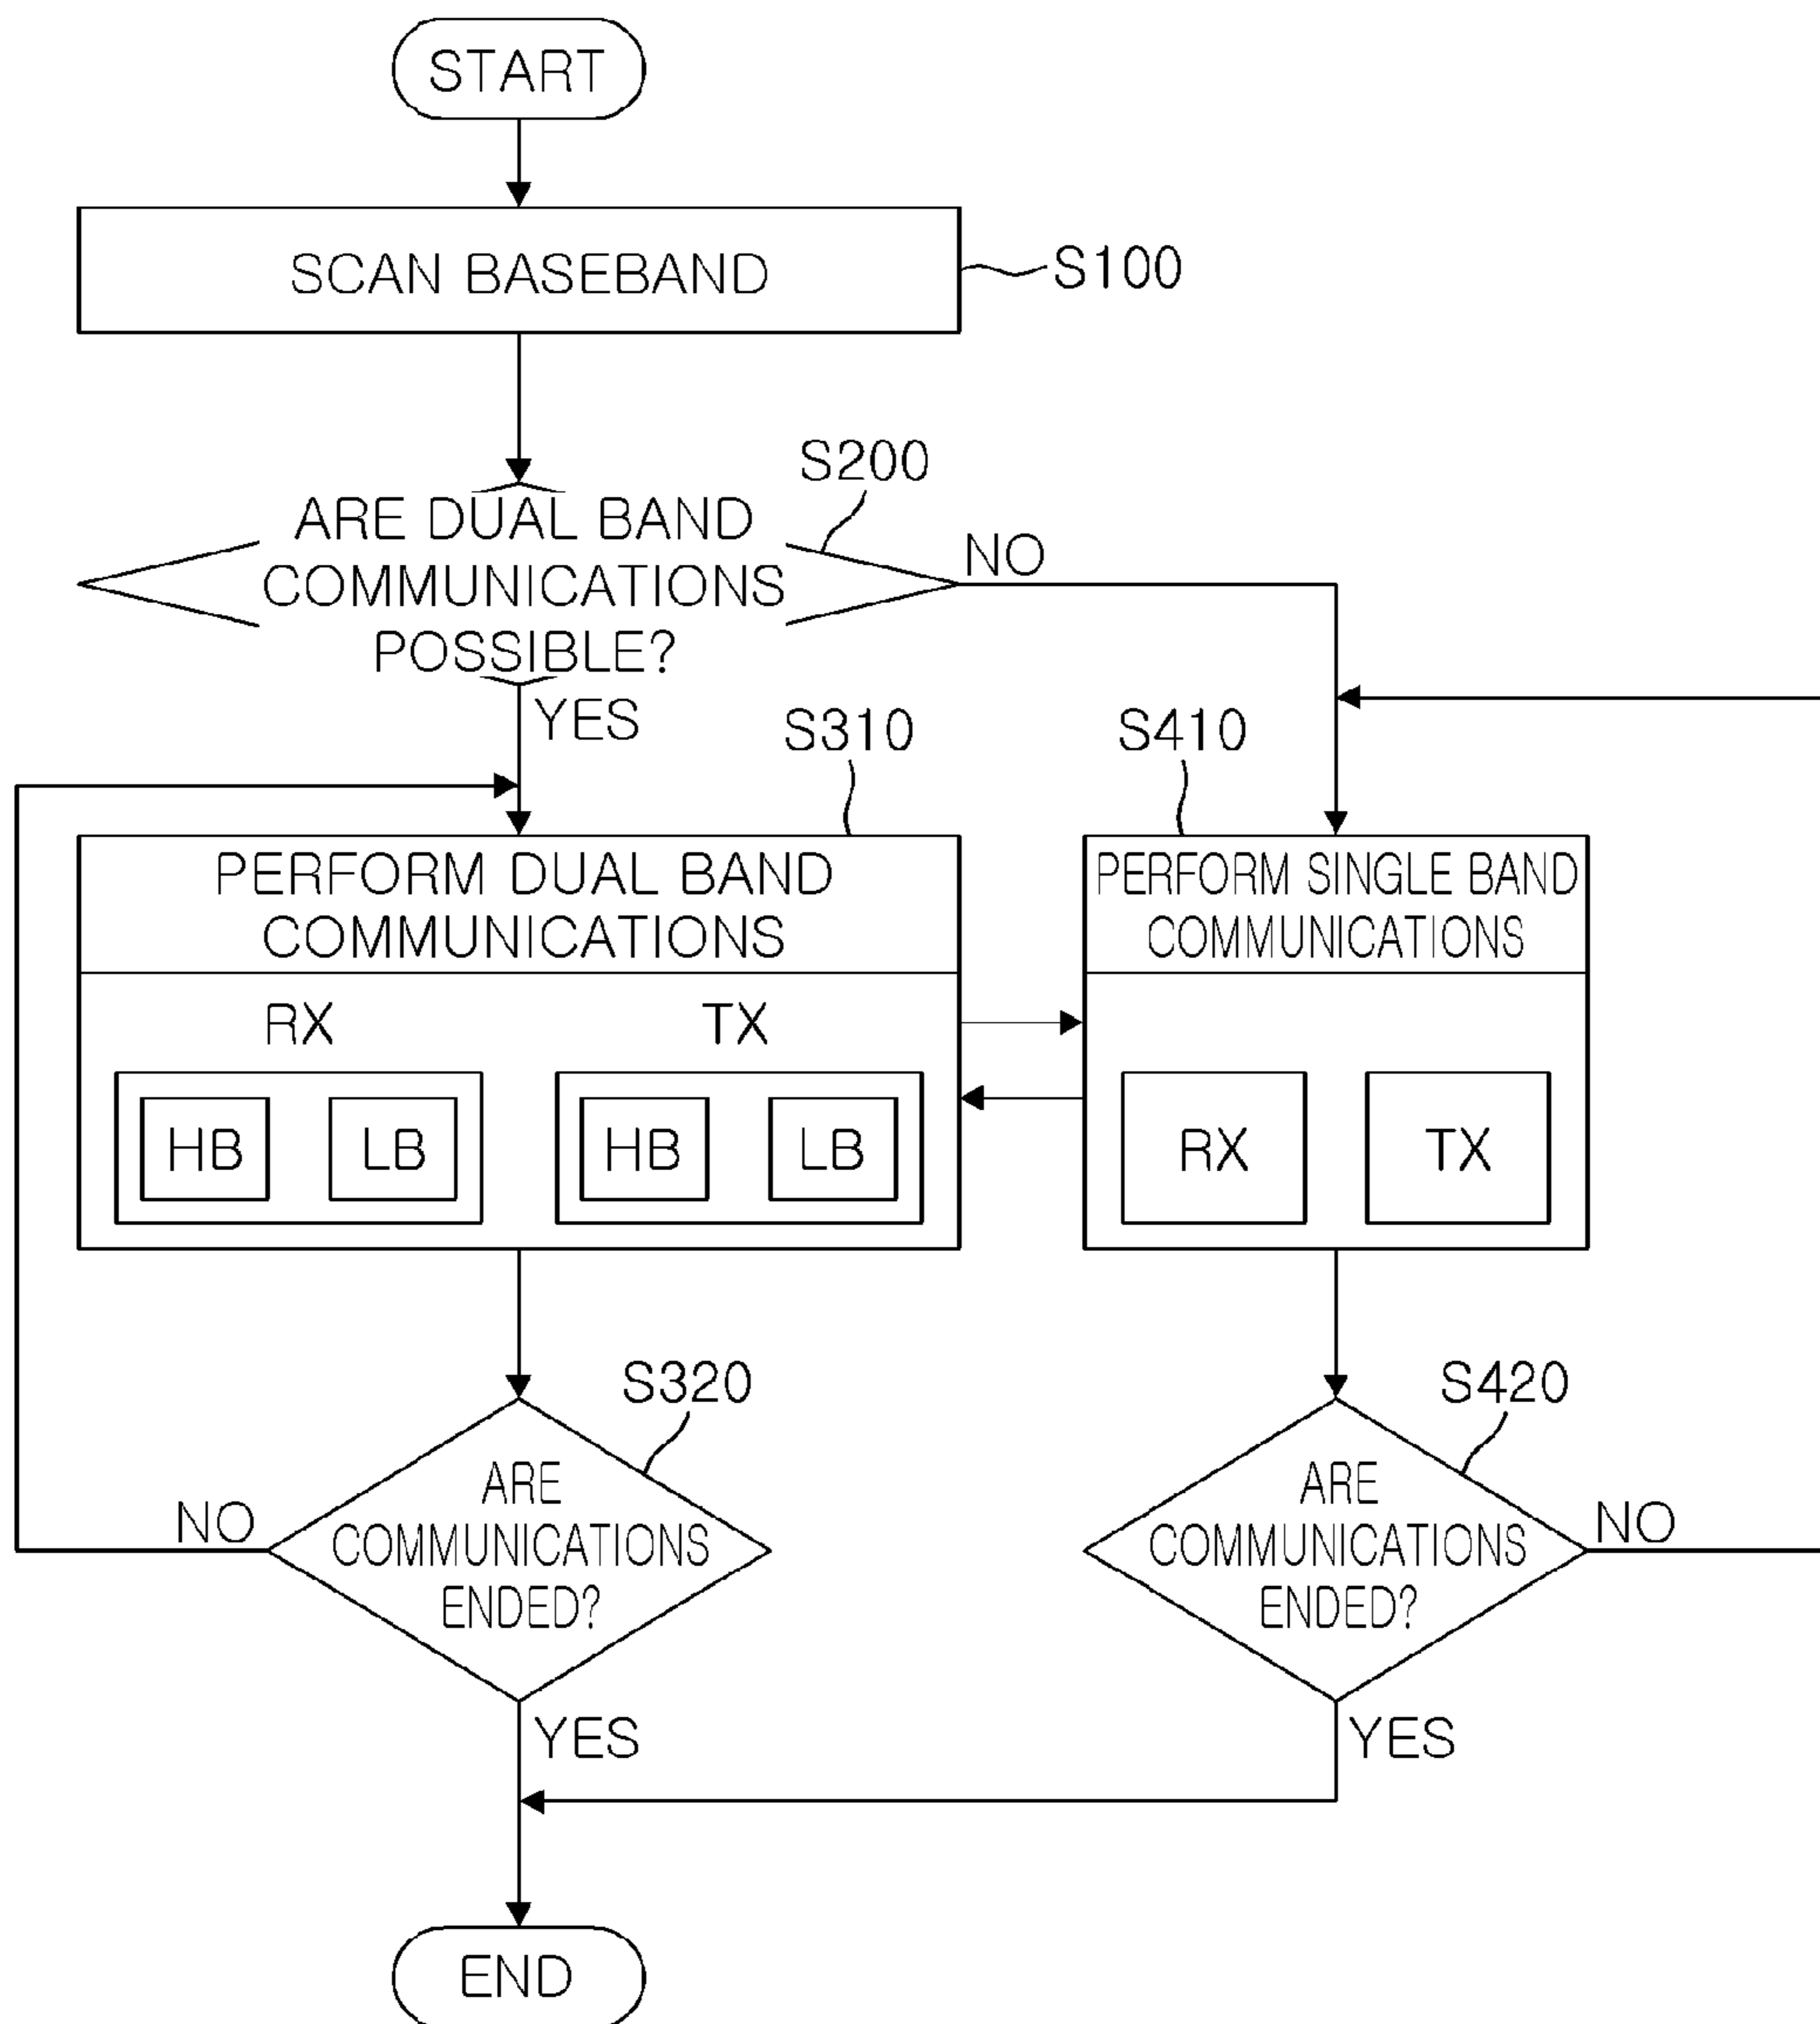 START
SCAN BASEBAND
S100
S200
ARE DUAL BAND
COMMUNICATIONS
POSSIBLE?
NO
YES
S310
S410
PERFORM DUAL BAND
COMMUNICATIONS
PERFORM SINGLE BAND
COMMUNICATIONS
RX
TX
HB
LB
HB
LB
RX
TX
S320
S420
ARE
COMMUNICATIONS
ENDED?
NO
ARE
COMMUNICATIONS
ENDED?
NO
YES
YES
END